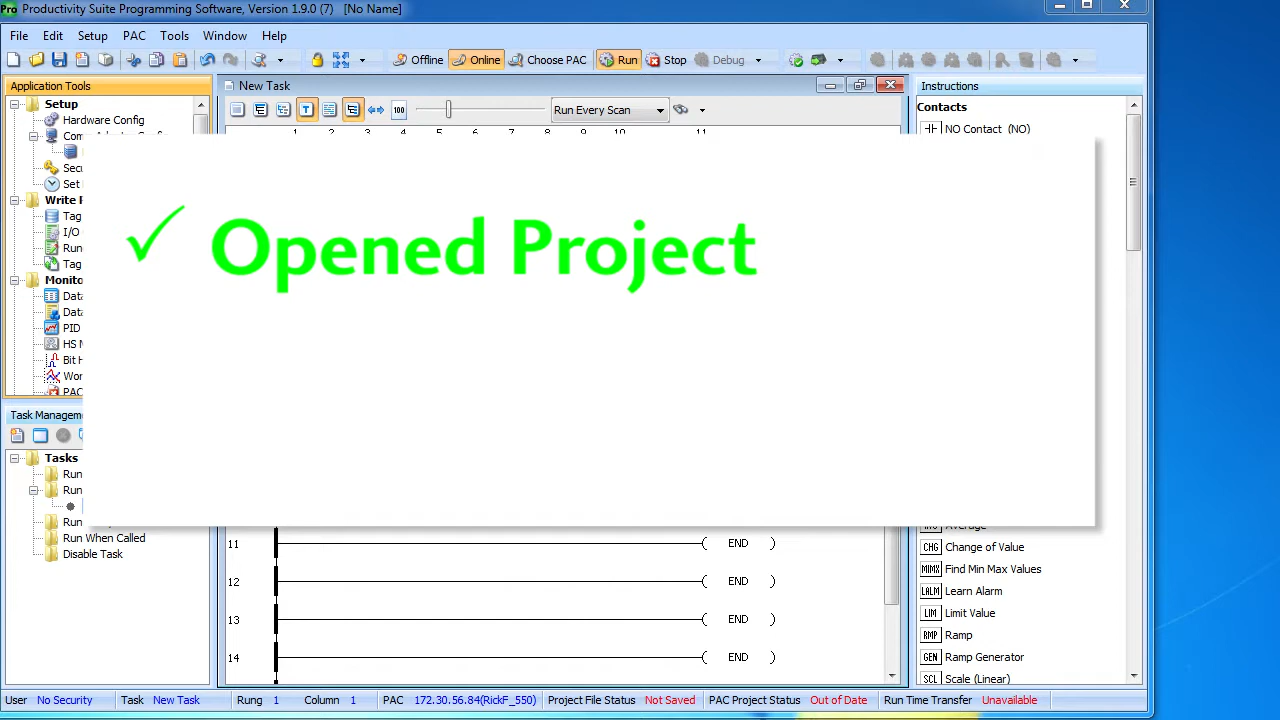 Pro Productivity Suite Programming Software, Version 1.9.0 (7) [No Name]
File Edit Setup PAC Tools Window Help
Offline Online Choose PAC Run Stop Debug
Application Tools
Setup
Hardware Config
Secu
Set
Write P
Tag
I/O
Run
Tag
Monito
Data
Data
PID
HS M
Bit H
Wor
PAC
Task Manageme
Tasks
Run
Run
Run
Run When Called
Disable Task
New Task
T 100 Run Every Scan
1 2 3 4 5 6 7 8 9 10 11
✓ Opened Project
11 END
12 END
13 END
14 END
Instructions
Contacts
NO Contact (NO)
Average
CHG Change of Value
MIMX Find Min Max Values
LALM Learn Alarm
LIM Limit Value
RMP Ramp
GEN Ramp Generator
SCL Scale (Linear)
User No Security Task New Task Rung 1 Column 1 PAC 172.30.56.84(RickF_550) Project File Status Not Saved PAC Project Status Out of Date Run Time Transfer Unavailable